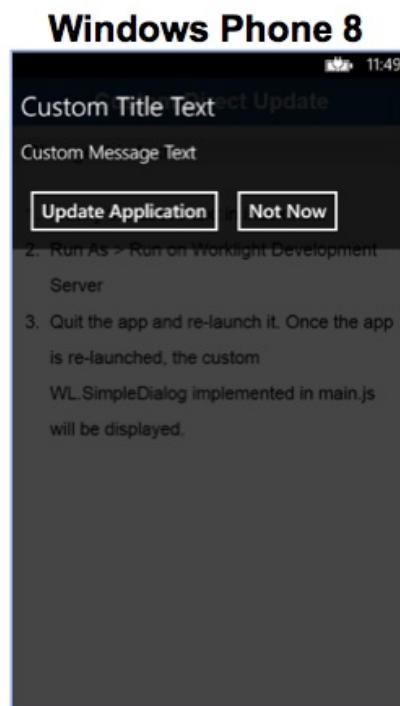 Windows Phone 8
11:49
ct Update
Custom Title Text
Custom Message Text
Update Application Not Now
2. Run As > Run on Worklight Development
Server
3. Quit the app and re-launch it. Once the app
is re-launched, the custom
WL.SimpleDialog implemented in main.js
will be displayed.